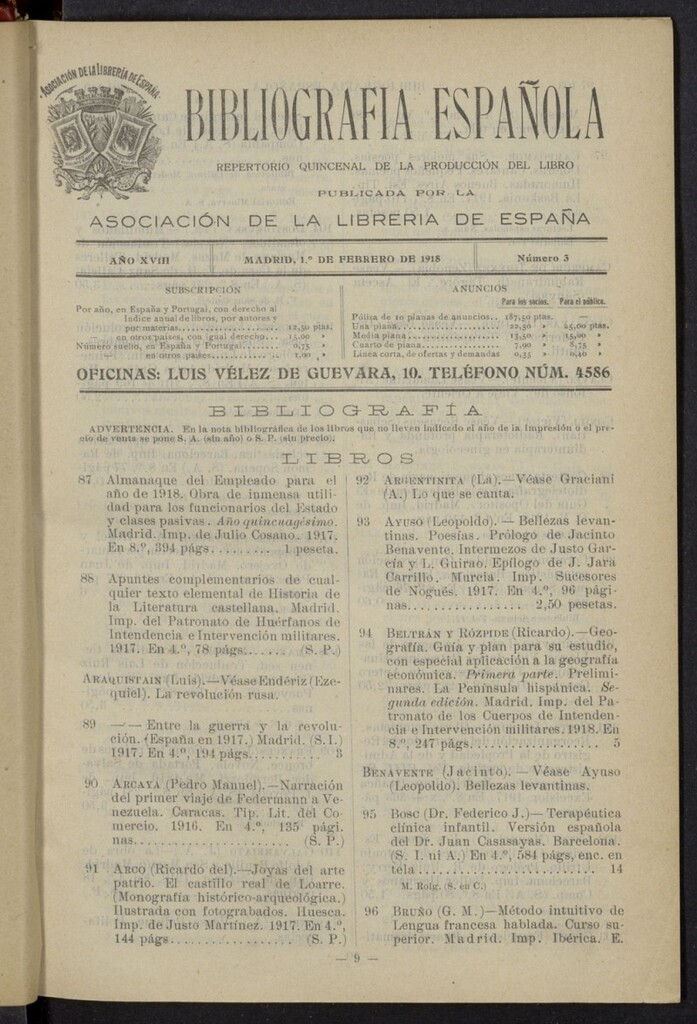 ASOCIACIÓN DE LA LIBRERÍA DE ESPAÑA
BIBLIOGRAFIA ESPAÑOLA
REPERTORIO QUINCENAL DE LA PRODUCCIÓN DEL LIBRO
PUBLICADA POR LA
ASOCIACIÓN DE LA LIBRERIA DE ESPAÑA
AÑO XVIII MADRID, 1.º DE FEBRERO DE 1918 Número 3
SUBSCRIPCIÓN
Por año, en España y Portugal, con derecho al
Indice anual de libros, por autores y
por materias.................... 12,50 ptas.
— en otros países, con igual derecho... 15,00 »
Número suelto, en España y Portugal....... 0,75 »
— en otros países............... 1,00 »
ANUNCIOS
Para los socios. Para el público.
Póliza de 10 planas de anuncios.. 187,50 ptas. —
Una plana................ 22,50 » 25,00 ptas.
Media plana.............. 13,50 » 15,00 »
Cuarto de plana.......... 7,90 » 8,75 »
Línea corta, de ofertas y demandas 0,35 » 0,40 »
OFICINAS: LUIS VÉLEZ DE GUEVARA, 10. TELÉFONO NÚM. 4586
BIBLIOGRAFÍA
ADVERTENCIA. En la nota bibliográfica de los libros que no lleven indicado el año de la impresión o el pre-
cio de venta se pone S. A. (sin año) o S. P. (sin precio).
LIBROS
87 Almanaque del Empleado para el
año de 1918. Obra de inmensa utili-
dad para los funcionarios del Estado
y clases pasivas. Año quincuagésimo.
Madrid. Imp. de Julio Cosano. 1917.
En 8.º, 394 págs......... 1 peseta.
88 Apuntes complementarios de cual-
quier texto elemental de Historia de
la Literatura castellana. Madrid.
Imp. del Patronato de Huérfanos de
Intendencia e Intervención militares.
1917. En 4.º, 78 págs...... (S. P.)
ARAQUISTAIN (Luis).—Véase Endériz (Eze-
quiel). La revolución rusa.
89 —— Entre la guerra y la revolu-
ción. (España en 1917.) Madrid. (S. I.)
1917. En 4.º, 194 págs.......... 3
90 ARCAYA (Pedro Manuel).—Narración
del primer viaje de Federmann a Ve-
nezuela. Caracas. Tip. Lit. del Co-
mercio. 1916. En 4.º, 135 pági-
nas.................... (S. P.)
91 ARCO (Ricardo del).—Joyas del arte
patrio. El castillo real de Loarre.
(Monografía histórico-arqueológica.)
Ilustrada con fotograbados. Huesca.
Imp. de Justo Martínez. 1917. En 4.º,
144 págs................ (S. P.)
92 ARGENTINITA (La).—Véase Graciani
(A.) Lo que se canta.
93 AYUSO (Leopoldo). — Bellezas levan-
tinas. Poesías. Prólogo de Jacinto
Benavente. Intermezos de Justo Gar-
cía y L. Guirao. Epílogo de J. Jara
Carrillo. Murcia. Imp. Sucesores
de Nogués. 1917. En 4.º, 96 pági-
nas................ 2,50 pesetas.
94 BELTRÁN Y RÓZPIDE (Ricardo).—Geo-
grafía. Guía y plan para su estudio,
con especial aplicación a la geografía
económica. Primera parte. Prelimi-
nares. La Península hispánica. Se-
gunda edición. Madrid. Imp. del Pa-
tronato de los Cuerpos de Intenden-
cia e Intervención militares. 1918. En
8.º, 247 págs.................... 5
BENAVENTE (Jacinto). — Véase Ayuso
(Leopoldo). Bellezas levantinas.
95 BOSC (Dr. Federico J.)— Terapéutica
clínica infantil. Versión española
del Dr. Juan Casasayas. Barcelona.
(S. I. ni A.) En 4.º, 584 págs, enc. en
tela........................... 14
M. Roig. (S. en C.)
96 BRUÑO (G. M.)—Método intuitivo de
Lengua francesa hablada. Curso su-
perior. Madrid. Imp. Ibérica. E.
— 9 —